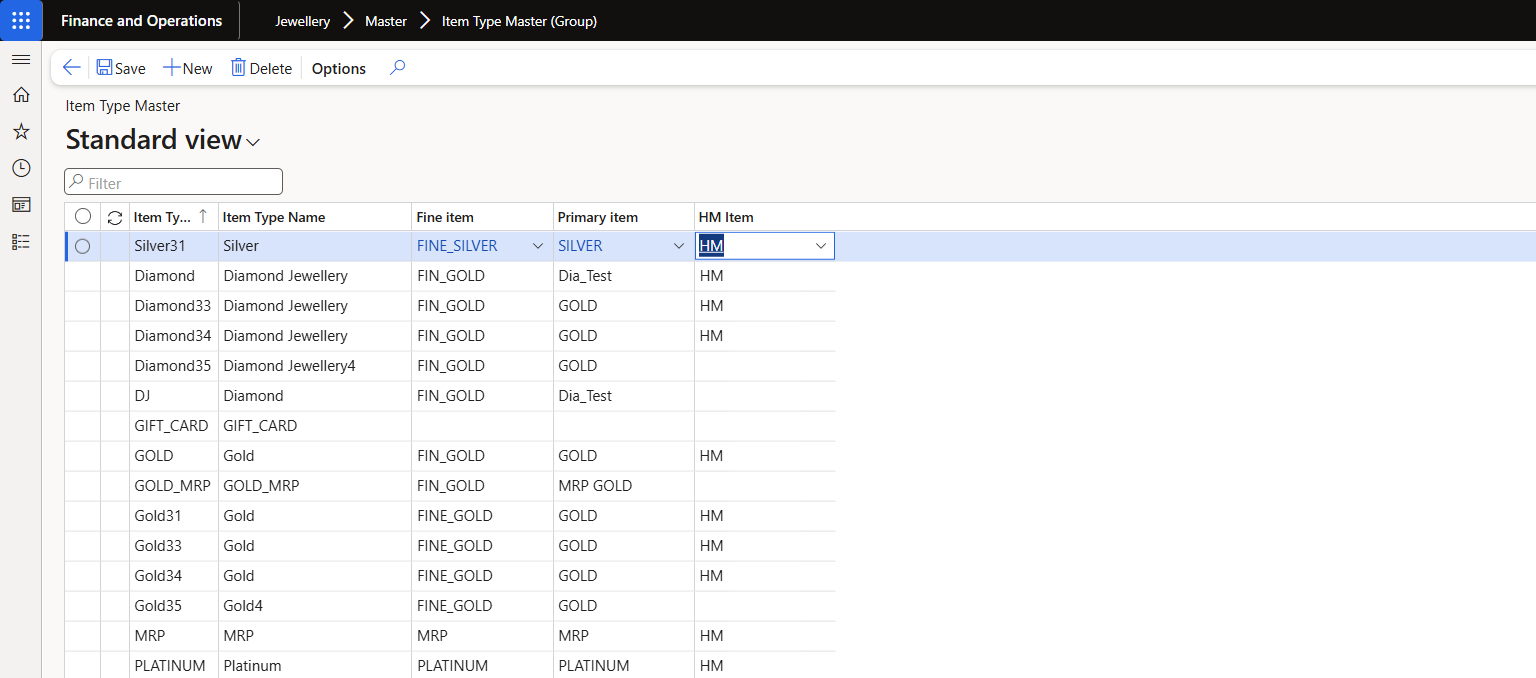 Finance and Operations Jewellery Master Item Type Master (Group)
Save New Delete Options
Item Type Master
Standard view
Filter
Item Ty... Item Type Name Fine item Primary item HM Item
Silver31 Silver FINE_SILVER SILVER HM
Diamond Diamond Jewellery FIN_GOLD Dia_Test HM
Diamond33 Diamond Jewellery FIN_GOLD GOLD HM
Diamond34 Diamond Jewellery FIN_GOLD GOLD HM
Diamond35 Diamond Jewellery4 FIN_GOLD GOLD
DJ Diamond FIN_GOLD Dia_Test
GIFT_CARD GIFT_CARD
GOLD Gold FIN_GOLD GOLD HM
GOLD_MRP GOLD_MRP FIN_GOLD MRP GOLD
Gold31 Gold FINE_GOLD GOLD HM
Gold33 Gold FINE_GOLD GOLD HM
Gold34 Gold FINE_GOLD GOLD HM
Gold35 Gold4 FINE_GOLD GOLD
MRP MRP MRP MRP HM
PLATINUM Platinum PLATINUM PLATINUM HM